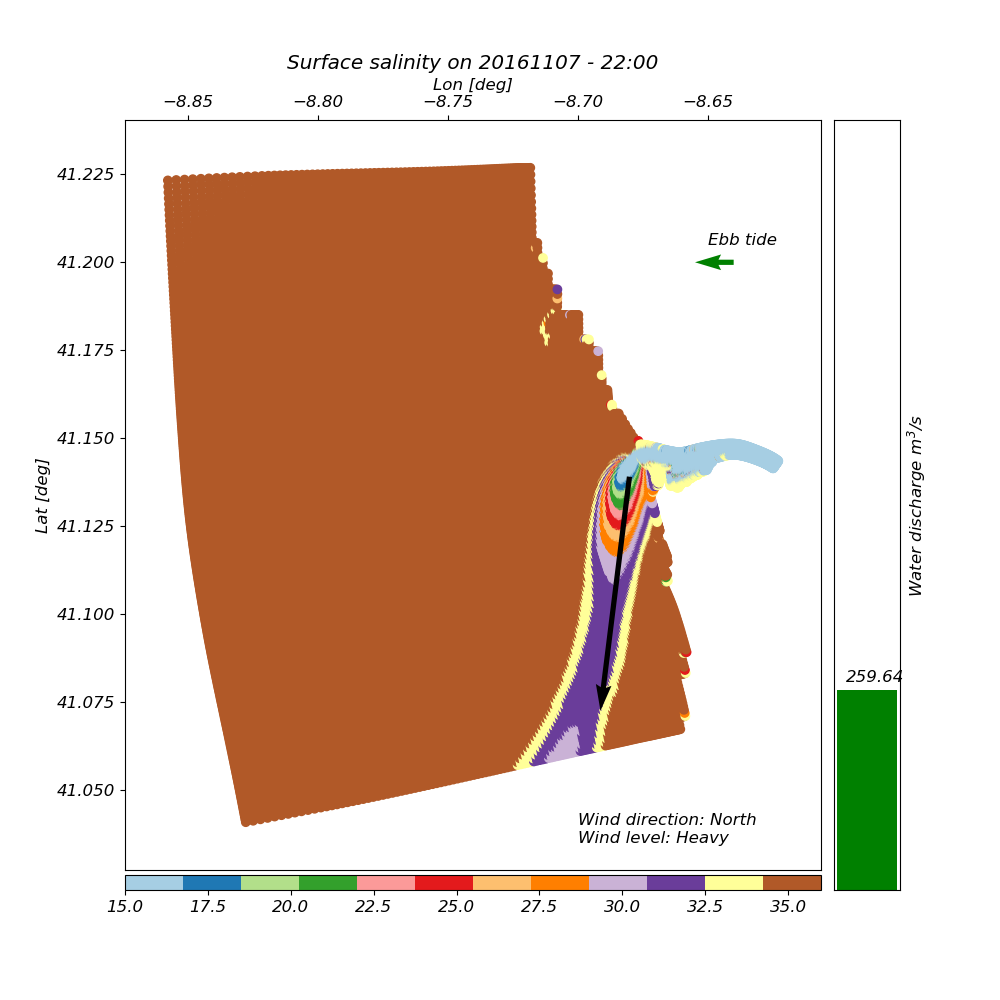 Surface salinity on 20161107 - 22:00
Lon [deg]
−8.85 −8.80 −8.75 −8.70 −8.65
41.225
41.200
41.175
41.150
41.125
41.100
41.075
41.050
Lat [deg]
Ebb tide
Water discharge m³/s
259.64
Wind direction: North
Wind level: Heavy
15.0 17.5 20.0 22.5 25.0 27.5 30.0 32.5 35.0